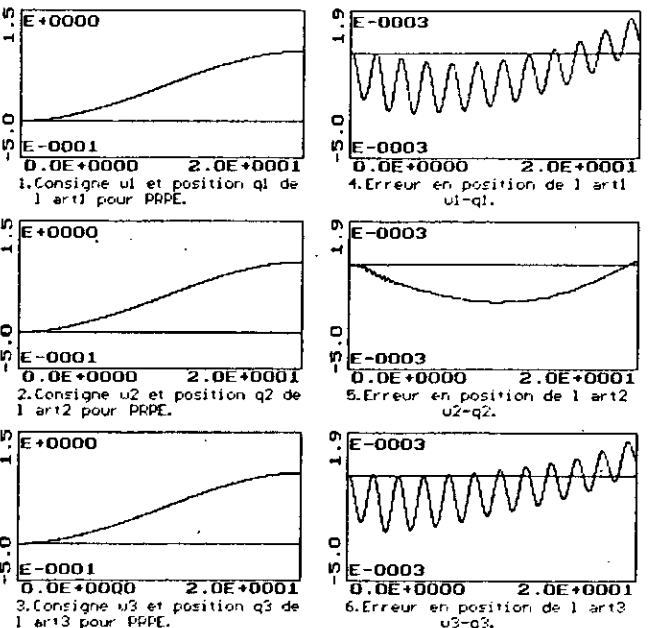 1.5
E+0000
-5.0
E-0001
0.0E+0000 2.0E+0001
1.Consigne u1 et position q1 de
l art1 pour PRPE.
1.9
E-0003
-5.0
E-0003
0.0E+0000 2.0E+0001
4.Erreur en position de l art1
u1-q1.
1.5
E+0000
-5.0
E-0001
0.0E+0000 2.0E+0001
2.Consigne u2 et position q2 de
l art2 pour PRPE.
1.9
E-0003
-5.0
E-0003
0.0E+0000 2.0E+0001
5.Erreur en position de l art2
u2-q2.
1.5
E+0000
-5.0
E-0001
0.0E+0000 2.0E+0001
3.Consigne u3 et position q3 de
l art3 pour PRPE.
1.9
E-0003
-5.0
E-0003
0.0E+0000 2.0E+0001
6.Erreur en position de l art3
u3-q3.